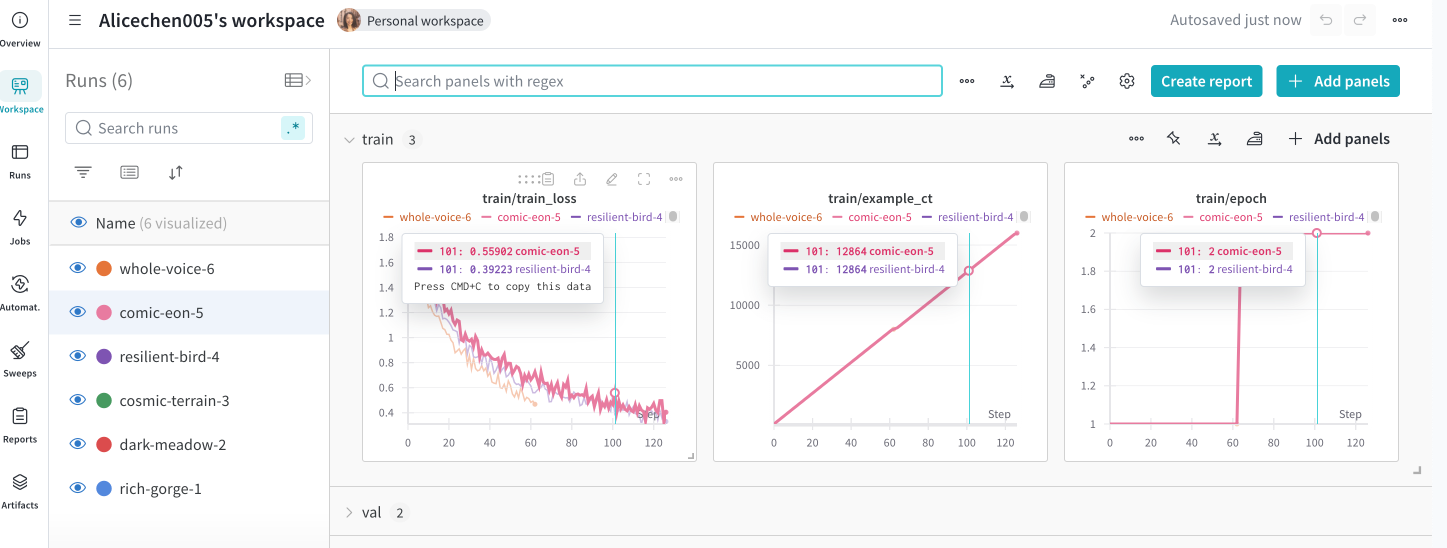 Alicechen005's workspace
Personal workspace
Autosaved just now
Overview
Workspace
Runs
Jobs
Automat.
Sweeps
Reports
Artifacts
Runs (6)
Search runs
.*
Name (6 visualized)
whole-voice-6
comic-eon-5
resilient-bird-4
cosmic-terrain-3
dark-meadow-2
rich-gorge-1
Search panels with regex
Create report
Add panels
train 3
Add panels
train/train_loss
whole-voice-6 comic-eon-5 resilient-bird-4
101: 0.55902 comic-eon-5
101: 0.39223 resilient-bird-4
Press CMD+C to copy this data
1.8
1.6
1.4
1.2
1
0.8
0.6
0.4
Step
0 20 40 60 80 100 120
train/example_ct
whole-voice-6 comic-eon-5 resilient-bird-4
101: 12864 comic-eon-5
101: 12864 resilient-bird-4
15000
10000
5000
Step
0 20 40 60 80 100 120
train/epoch
whole-voice-6 comic-eon-5 resilient-bird-4
101: 2 comic-eon-5
101: 2 resilient-bird-4
2
1.8
1.6
1.4
1.2
1
Step
0 20 40 60 80 100 120
val 2